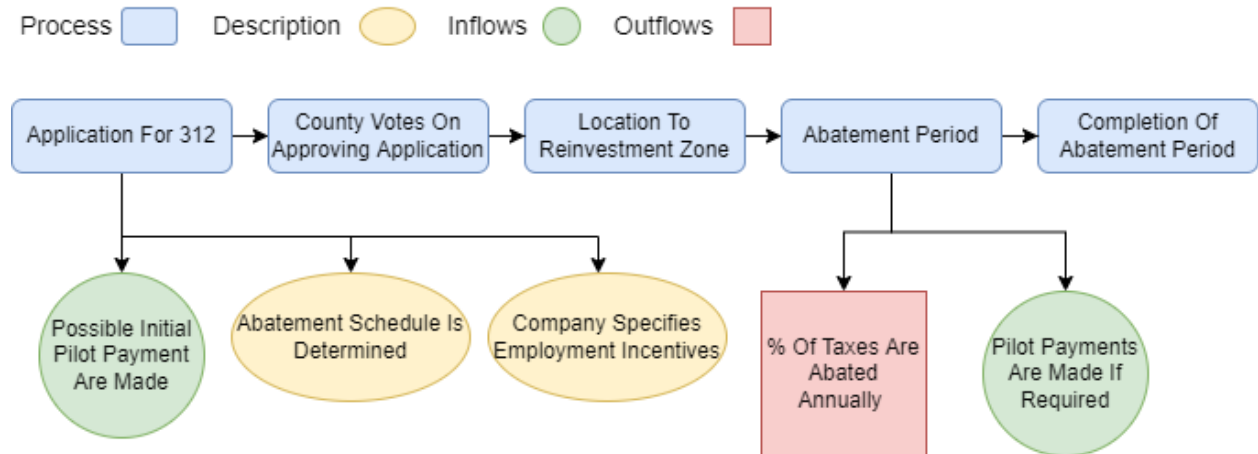 Process
Description
Inflows
Outflows
Application For 312
County Votes On
Approving Application
Location To
Reinvestment Zone
Abatement Period
Completion Of
Abatement Period
Possible Initial
Pilot Payment
Are Made
Abatement Schedule Is
Determined
Company Specifies
Employment Incentives
% Of Taxes Are
Abated
Annually
Pilot Payments
Are Made If
Required